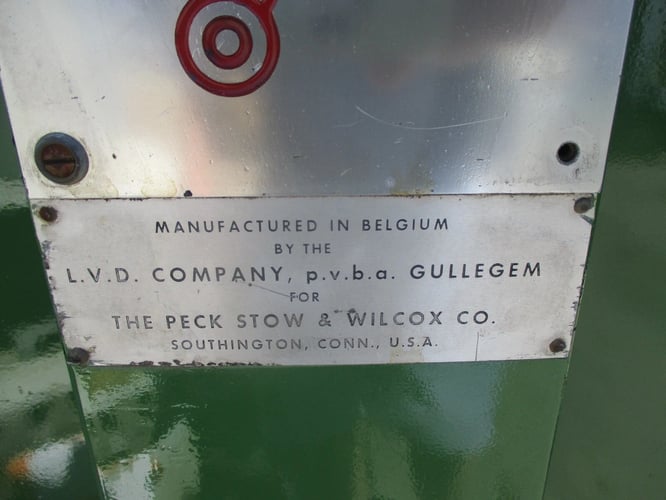 MANUFACTURED IN BELGIUM
BY THE
L.V.D. COMPANY, p.v.b.a. GULLEGEM
FOR
THE PECK STOW & WILCOX CO.
SOUTHINGTON, CONN., U.S.A.